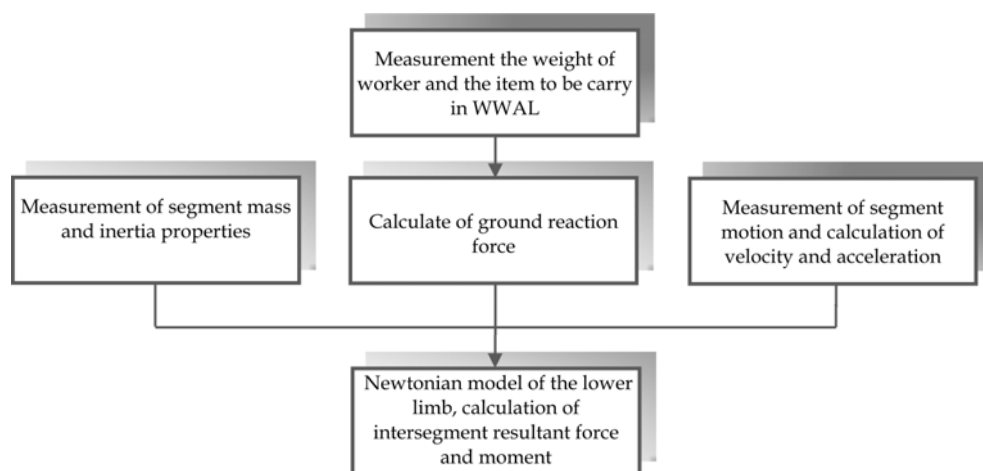 Measurement the weight of
worker and the item to be carry
in WWAL
Measurement of segment mass
and inertia properties
Calculate of ground reaction
force
Measurement of segment
motion and calculation of
velocity and acceleration
Newtonian model of the lower
limb, calculation of
intersegment resultant force
and moment